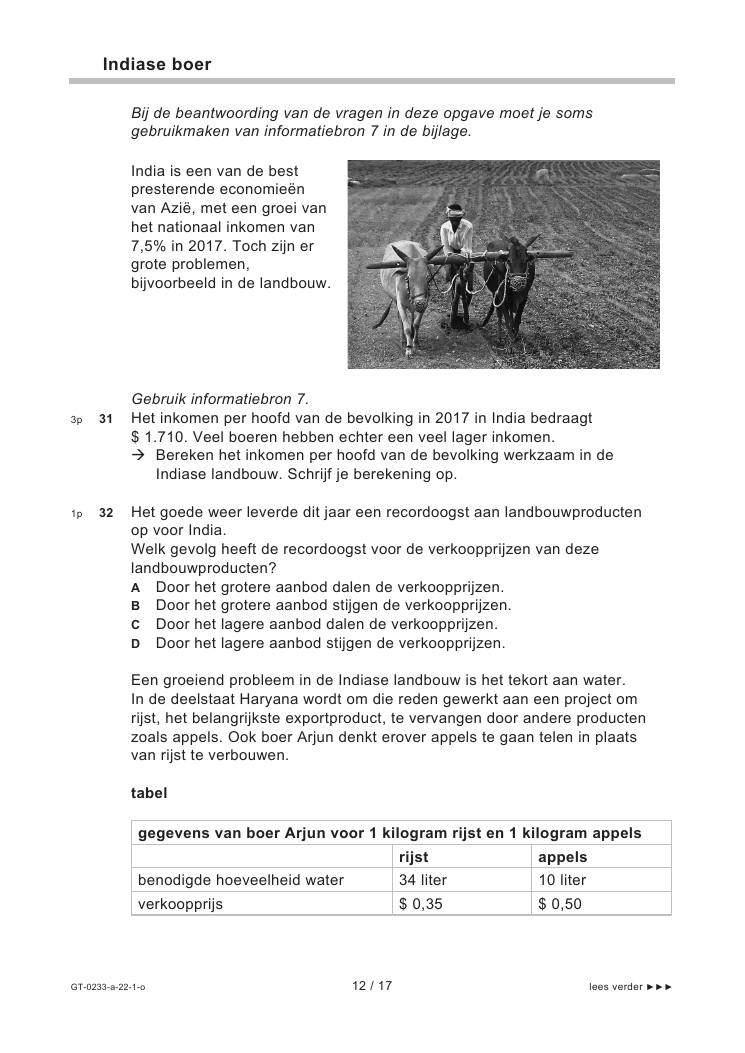 Indiase boer
Bij de beantwoording van de vragen in deze opgave moet je soms
gebruikmaken van informatiebron 7 in de bijlage.
India is een van de best
presterende economieën
van Azië, met een groei van
het nationaal inkomen van
7,5% in 2017. Toch zijn er
grote problemen,
bijvoorbeeld in de landbouw.
Gebruik informatiebron 7.
3p 31 Het inkomen per hoofd van de bevolking in 2017 in India bedraagt
$ 1.710. Veel boeren hebben echter een veel lager inkomen.
→ Bereken het inkomen per hoofd van de bevolking werkzaam in de
Indiase landbouw. Schrijf je berekening op.
1p 32 Het goede weer leverde dit jaar een recordoogst aan landbouwproducten
op voor India.
Welk gevolg heeft de recordoogst voor de verkoopprijzen van deze
landbouwproducten?
A Door het grotere aanbod dalen de verkoopprijzen.
B Door het grotere aanbod stijgen de verkoopprijzen.
C Door het lagere aanbod dalen de verkoopprijzen.
D Door het lagere aanbod stijgen de verkoopprijzen.
Een groeiend probleem in de Indiase landbouw is het tekort aan water.
In de deelstaat Haryana wordt om die reden gewerkt aan een project om
rijst, het belangrijkste exportproduct, te vervangen door andere producten
zoals appels. Ook boer Arjun denkt erover appels te gaan telen in plaats
van rijst te verbouwen.
tabel
gegevens van boer Arjun voor 1 kilogram rijst en 1 kilogram appels
rijst appels
benodigde hoeveelheid water 34 liter 10 liter
verkoopprijs $ 0,35 $ 0,50
GT-0233-a-22-1-o 12 / 17 lees verder ►►►